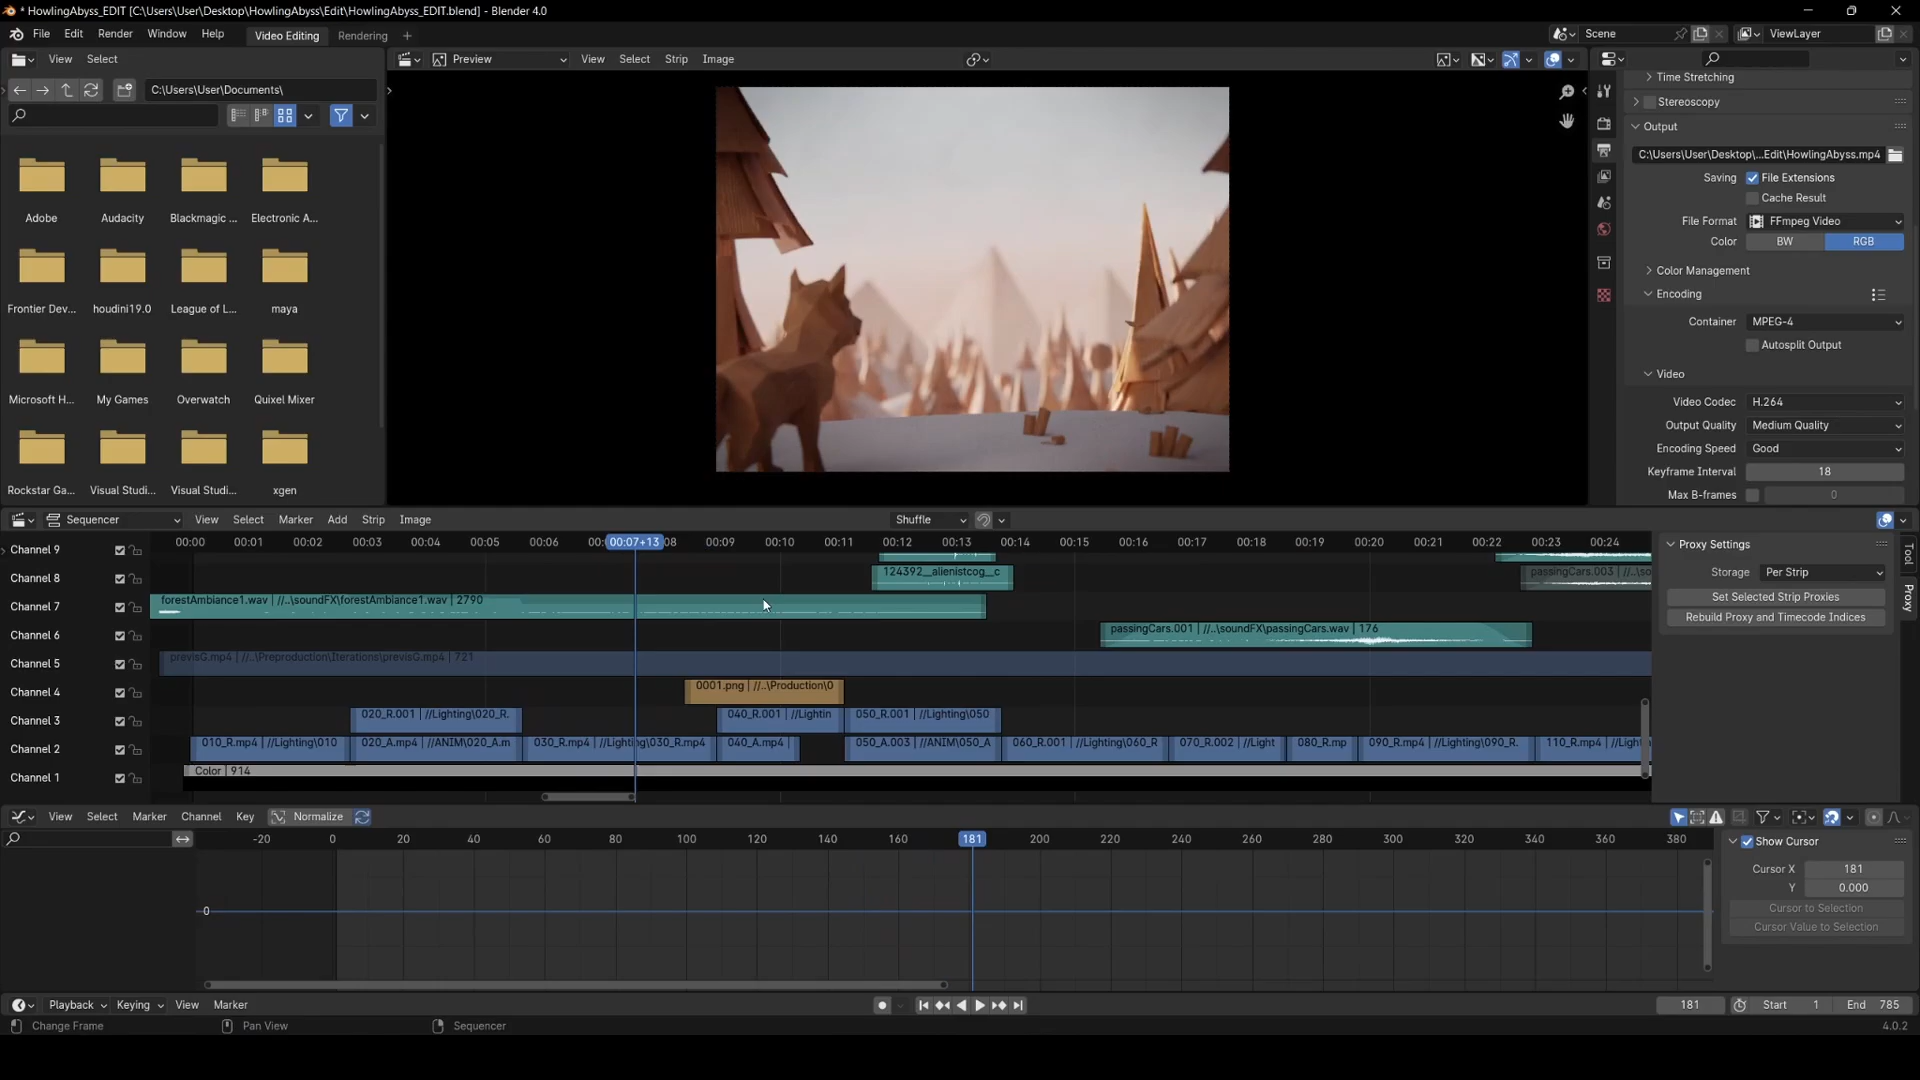 * HowlingAbyss_EDIT [C:\Users\User\Desktop\HowlingAbyss\Edit\HowlingAbyss_EDIT.blend] - Blender 4.0
File Edit Render Window Help Video Editing Rendering + Scene ViewLayer
View Select Preview View Select Strip Image
C:\Users\User\Documents\
Adobe Audacity Blackmagic ... Electronic A...
Frontier Dev... houdini19.0 League of L... maya
Microsoft H... My Games Overwatch Quixel Mixer
Rockstar Ga... Visual Studi... Visual Studi... xgen
Time Stretching
Stereoscopy
Output
C:\Users\User\Desktop\...Edit\HowlingAbyss.mp4
Saving File Extensions
Cache Result
File Format FFmpeg Video
Color BW RGB
Color Management
Encoding
Container MPEG-4
Autosplit Output
Video
Video Codec H.264
Output Quality Medium Quality
Encoding Speed Good
Keyframe Interval 18
Max B-frames 0
Sequencer View Select Marker Add Strip Image Shuffle
00:00 00:01 00:02 00:03 00:04 00:05 00:06 00: 00:07+13 08 00:09 00:10 00:11 00:12 00:13 00:14 00:15 00:16 00:17 00:18 00:19 00:20 00:21 00:22 00:23 00:24
Channel 9
Channel 8 124392__alienistcog__c passingCars.003 | //..\so
Channel 7 forestAmbiance1.wav | //..\soundFX\forestAmbiance1.wav | 2790
Channel 6 passingCars.001 | //..\soundFX\passingCars.wav | 176
Channel 5 previsG.mp4 | //..\Preproduction\Iterations\previsG.mp4 | 721
Channel 4 0001.png | //..\Production\0
Channel 3 020_R.001 | //Lighting\020_R. 040_R.001 | //Lightin 050_R.001 | //Lighting\050
Channel 2 010_R.mp4 | //Lighting\010 020_A.mp4 | //ANIM\020_A.m 030_R.mp4 | //Lighting\030_R.mp4 040_A.mp4 | 050_A.003 | //ANIM\050_A 060_R.001 | //Lighting\060_R 070_R.002 | //Light 080_R.mp 090_R.mp4 | //Lighting\090_R. 110_R.mp4 | //Ligh
Channel 1 Color | 914
Proxy Settings
Storage Per Strip
Set Selected Strip Proxies
Rebuild Proxy and Timecode Indices
Tool
Proxy
View Select Marker Channel Key Normalize
-20 0 20 40 60 80 100 120 140 160 181 200 220 240 260 280 300 320 340 360 380
0
Show Cursor
Cursor X 181
Y 0.000
Cursor to Selection
Cursor Value to Selection
Playback Keying View Marker 181 Start 1 End 785
Change Frame Pan View Sequencer 4.0.2